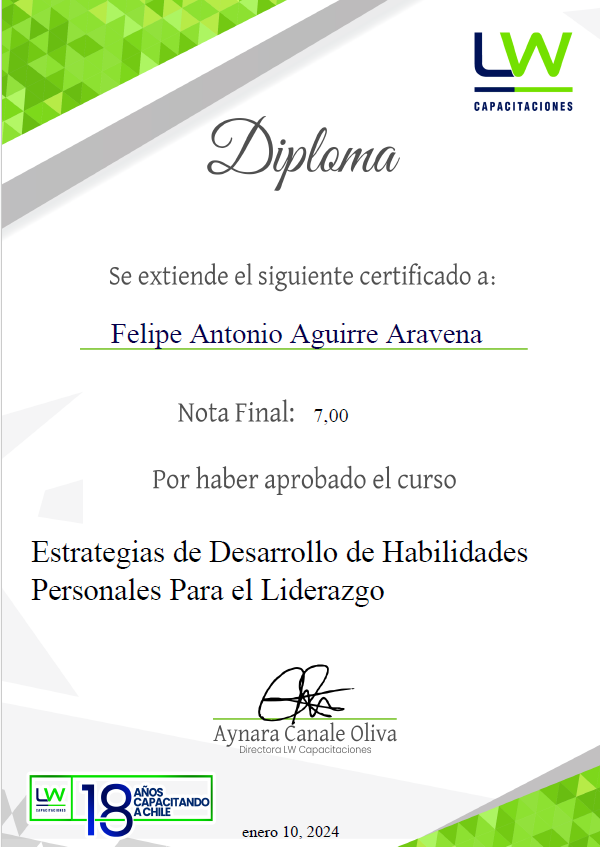 LW
CAPACITACIONES
Diploma
Se extiende el siguiente certificado a:
Felipe Antonio Aguirre Aravena
Nota Final: 7,00
Por haber aprobado el curso
Estrategias de Desarrollo de Habilidades
Personales Para el Liderazgo
Aynara Canale Oliva
Directora LW Capacitaciones
LW
CAPACITACIONES
18 AÑOS
CAPACITANDO
A CHILE
enero 10, 2024